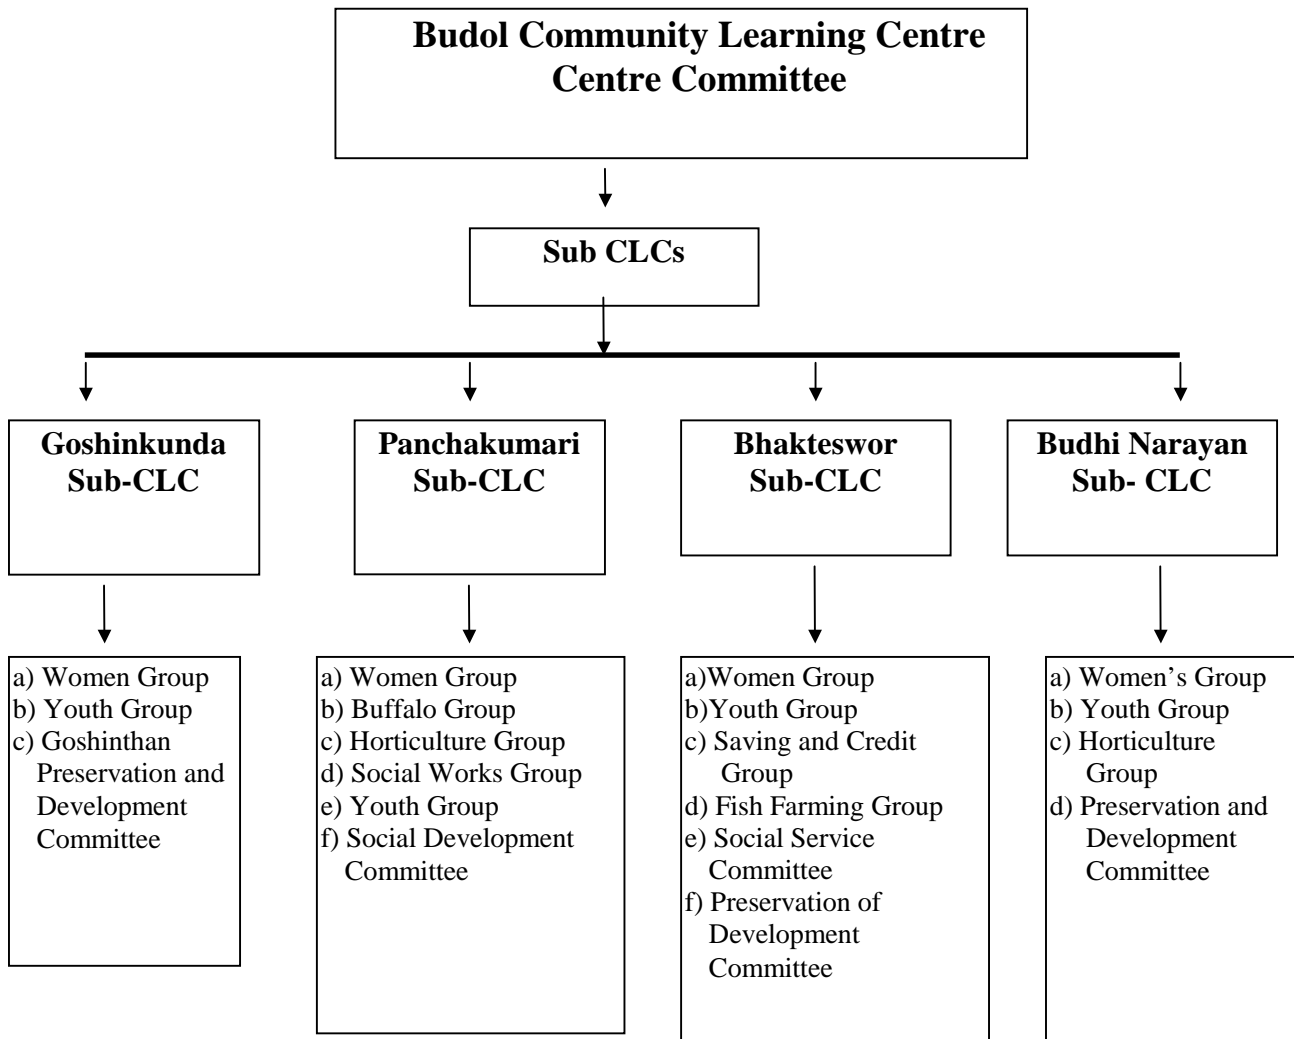 Budol Community Learning Centre
Centre Committee
Sub CLCs
Goshinkunda
Sub-CLC
Panchakumari
Sub-CLC
Bhakteswor
Sub-CLC
Budhi Narayan
Sub- CLC
a) Women Group
b) Youth Group
c) Goshinthan
Preservation and
Development
Committee
a) Women Group
b) Buffalo Group
c) Horticulture Group
d) Social Works Group
e) Youth Group
f) Social Development
Committee
a)Women Group
b)Youth Group
c) Saving and Credit
Group
d) Fish Farming Group
e) Social Service
Committee
f) Preservation of
Development
Committee
a) Women’s Group
b) Youth Group
c) Horticulture
Group
d) Preservation and
Development
Committee